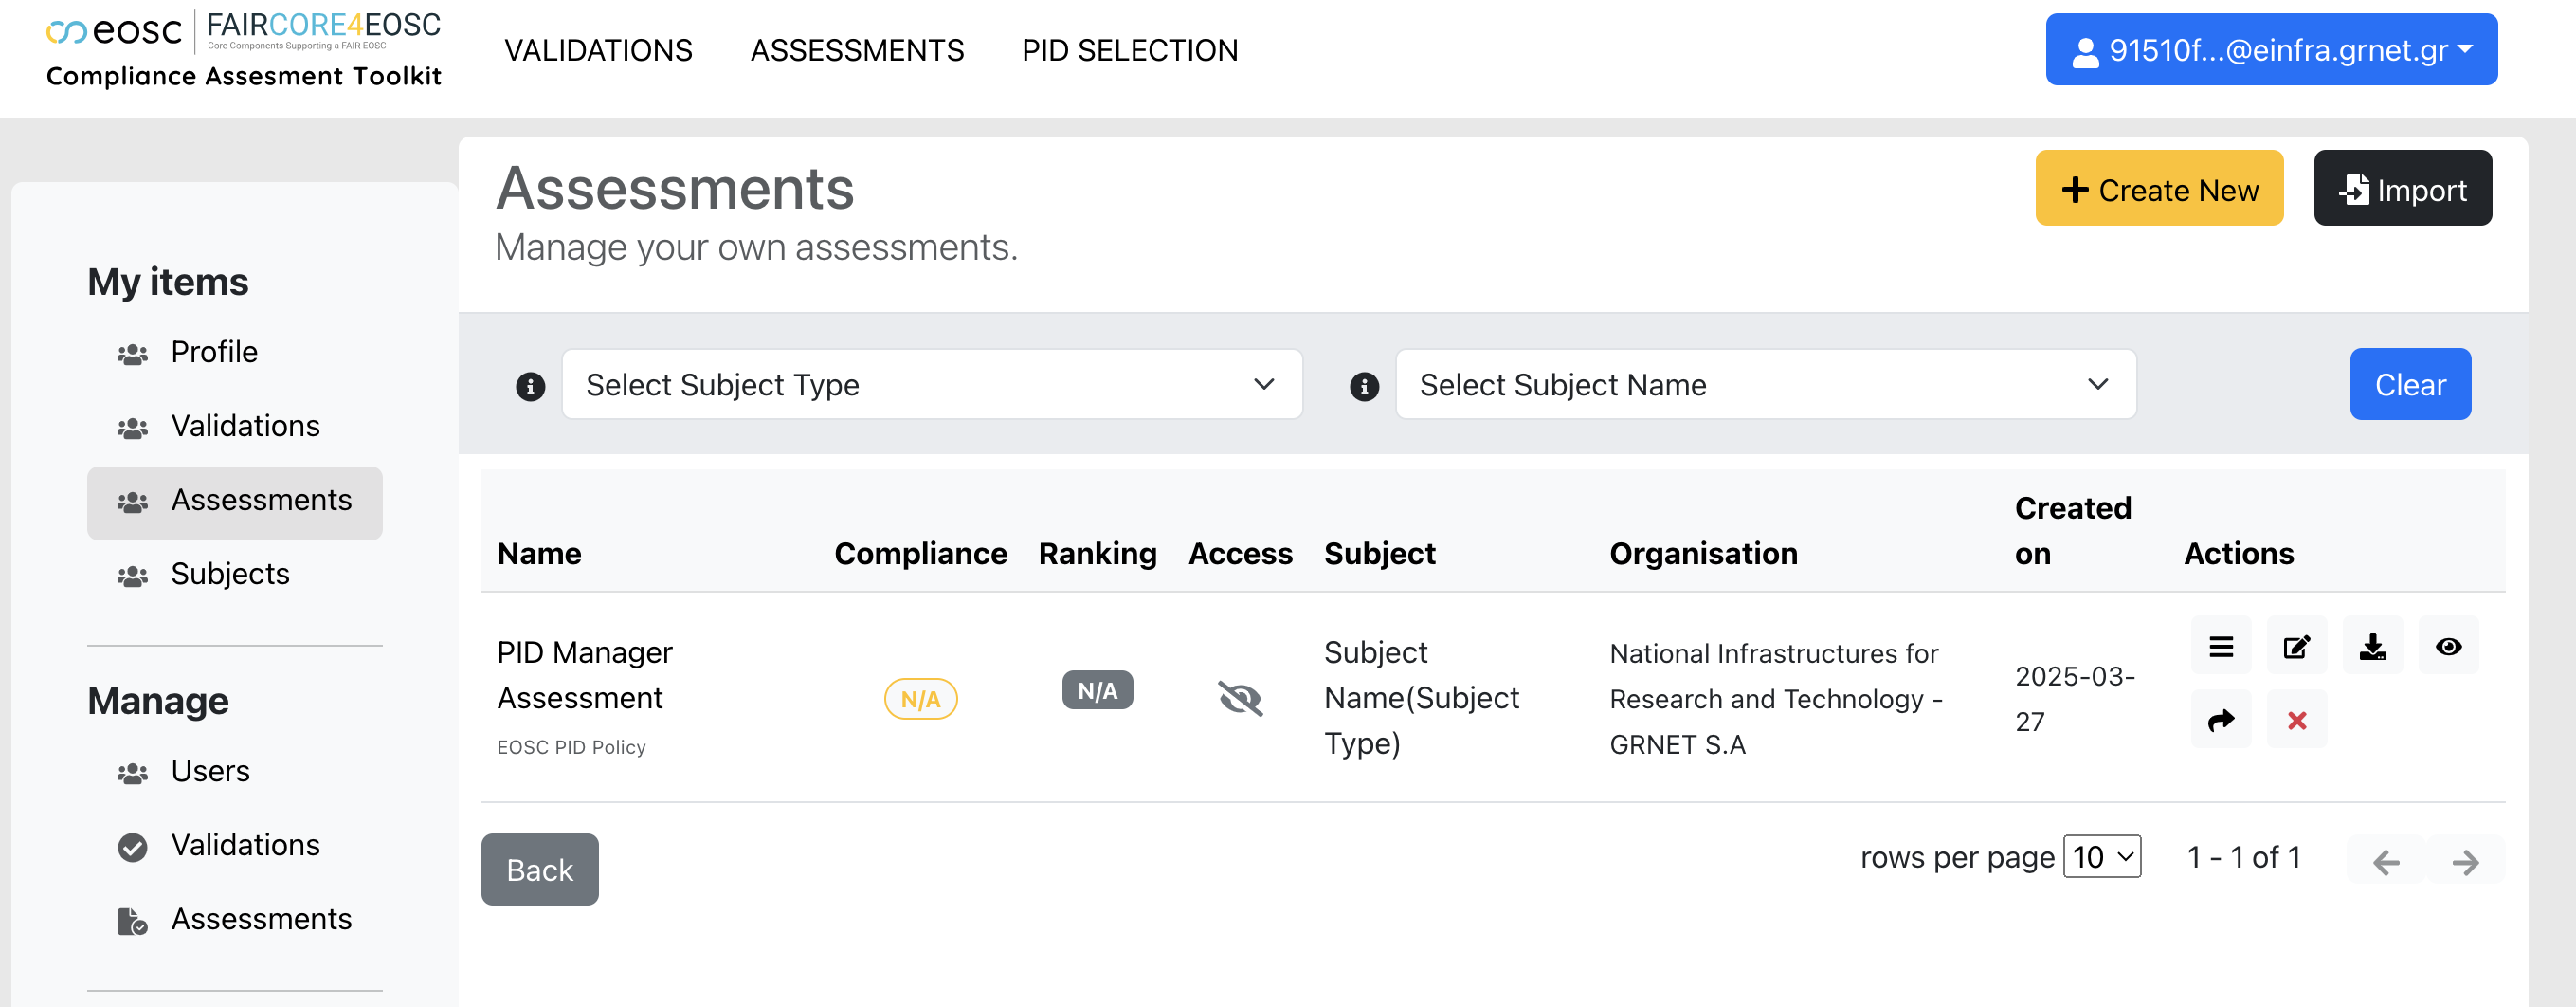 eosc
FAIRCORE4EOSC
Core Components Supporting a FAIR EOSC
Compliance Assesment Toolkit
VALIDATIONS
ASSESSMENTS
PID SELECTION
91510f...@einfra.grnet.gr
My items
Profile
Validations
Assessments
Subjects
Manage
Users
Validations
Assessments
Assessments
Manage your own assessments.
Create New
Import
Select Subject Type
Select Subject Name
Clear
Name
Compliance
Ranking
Access
Subject
Organisation
Created
on
Actions
PID Manager
Assessment
EOSC PID Policy
N/A
N/A
Subject
Name(Subject
Type)
National Infrastructures for
Research and Technology -
GRNET S.A
2025-03-
27
Back
rows per page
10
1 - 1 of 1